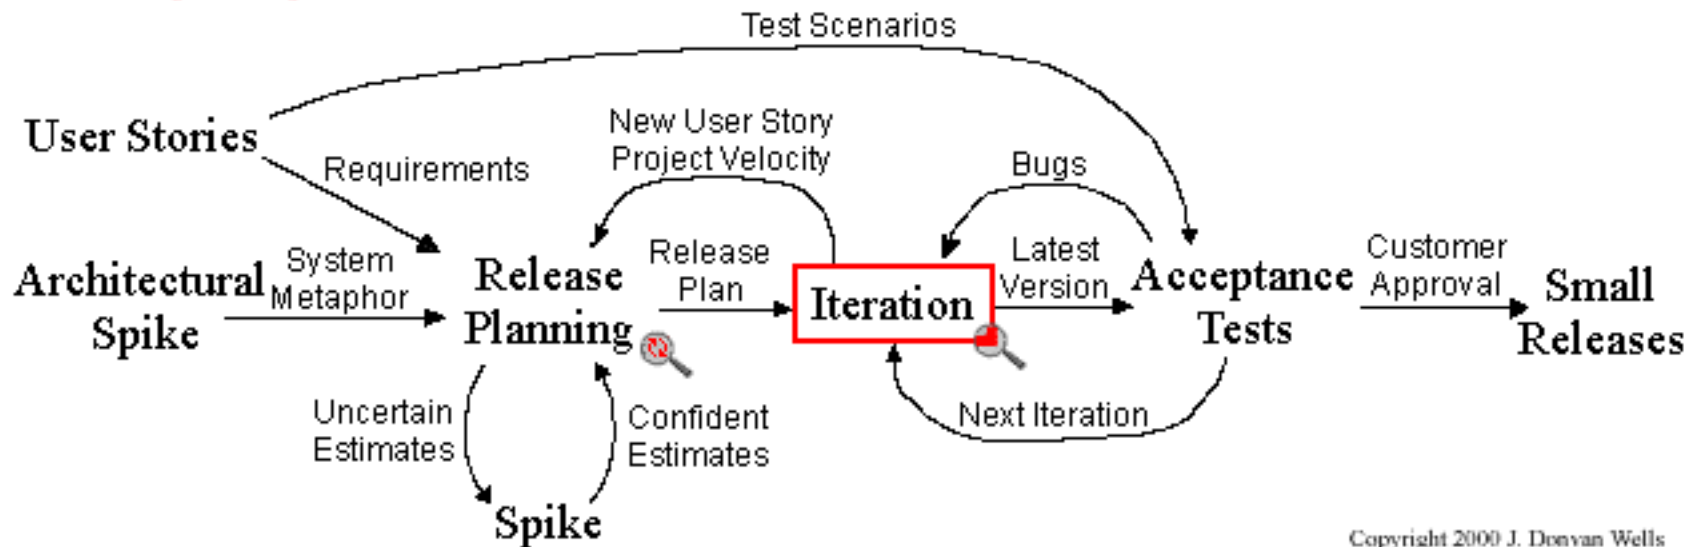 Test Scenarios
User Stories
Requirements
New User Story
Project Velocity
Bugs
Architectural
Spike
System
Metaphor
Release
Planning
Release
Plan
Iteration
Latest
Version
Acceptance
Tests
Customer
Approval
Small
Releases
Uncertain
Estimates
Confident
Estimates
Next Iteration
Spike
Copyright 2000 J. Donvan Wells